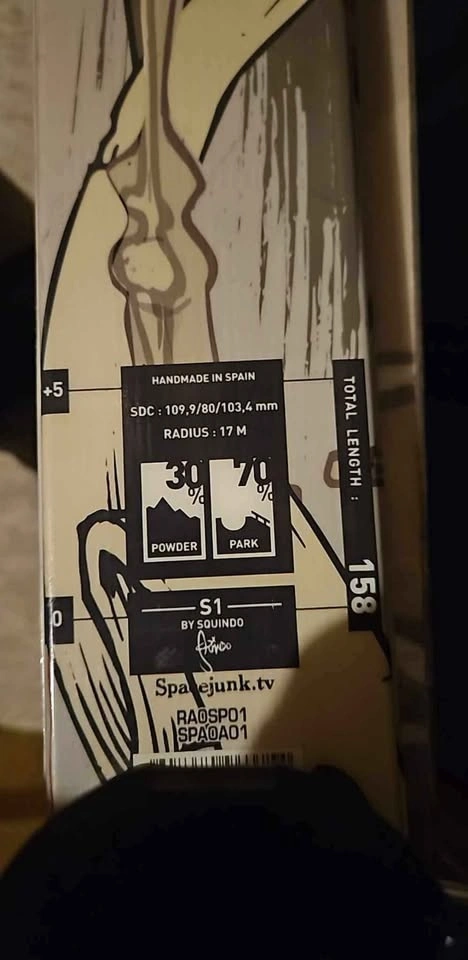 HANDMADE IN SPAIN
+5
SDC : 109,9/80/103,4 mm
RADIUS : 17 M
30%
70%
POWDER
PARK
TOTAL LENGTH : 158
S1
0
BY SQUINDO
Spacejunk.tv
RA0SP01
SPA0A01